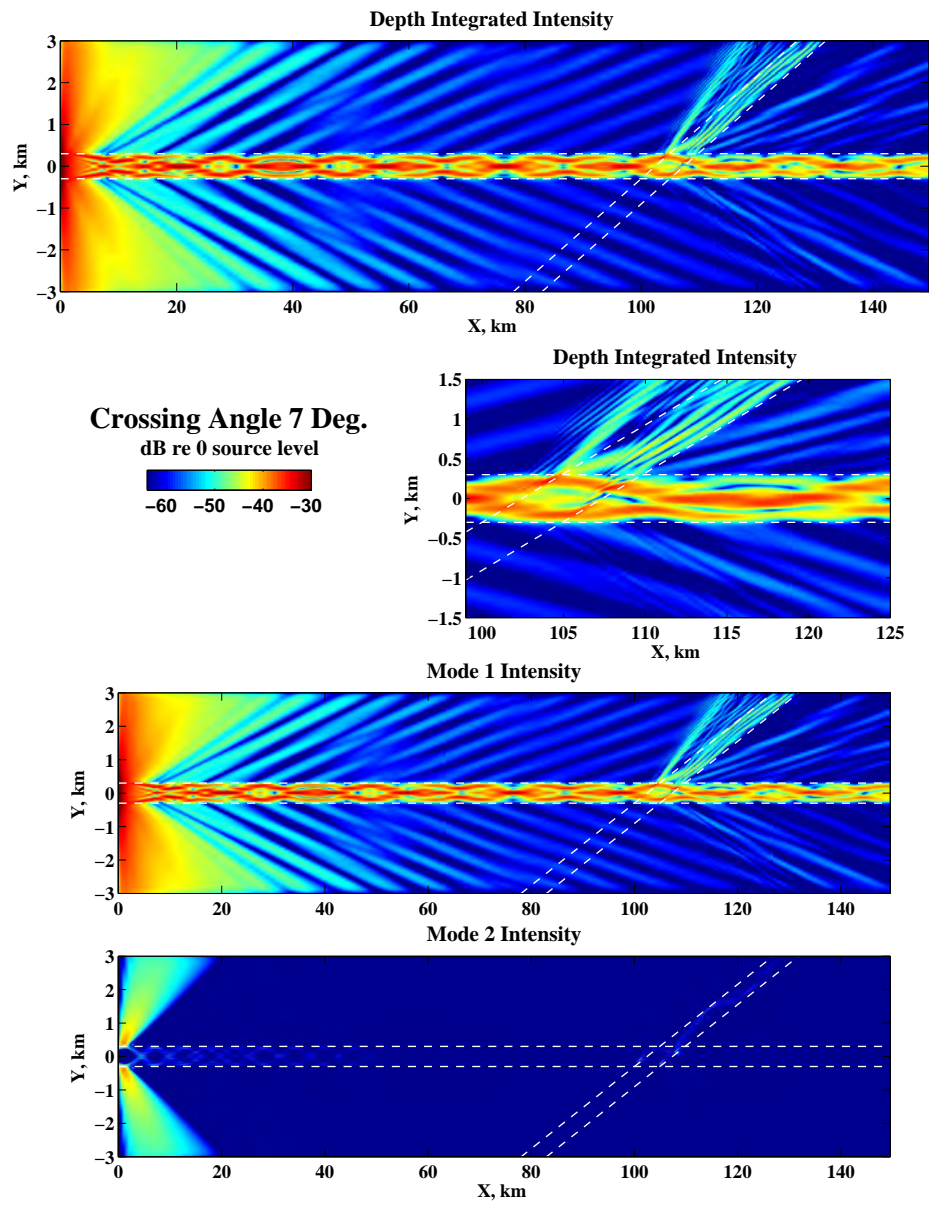 Depth Integrated Intensity
3
2
1
0
−1
−2
−3
Y, km
0 20 40 60 80 100 120 140
X, km
Depth Integrated Intensity
Crossing Angle 7 Deg.
dB re 0 source level
−60 −50 −40 −30
1.5
1
0.5
0
−0.5
−1
−1.5
Y, km
100 105 110 115 120 125
X, km
Mode 1 Intensity
3
2
1
0
−1
−2
−3
Y, km
0 20 40 60 80 100 120 140
Mode 2 Intensity
3
2
1
0
−1
−2
−3
Y, km
0 20 40 60 80 100 120 140
X, km